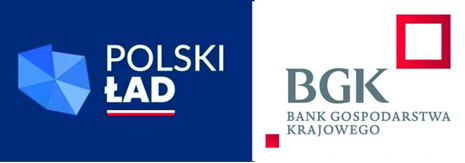 POLSKI
ŁAD
BGK
BANK GOSPODARSTWA
KRAJOWEGO